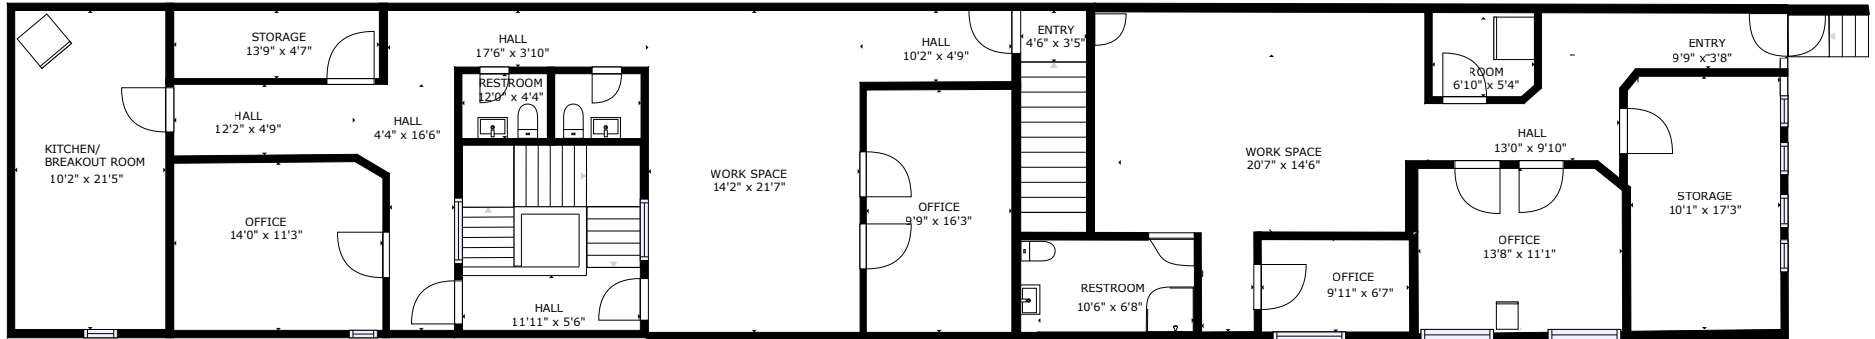 STORAGE
13'9" x 4'7"
HALL
17'6" x 3'10"
HALL
10'2" x 4'9"
ENTRY
4'6" x 3'5"
ENTRY
9'9" x 3'8"
ROOM
6'10" x 5'4"
RESTROOM
12'0" x 4'4"
HALL
12'2" x 4'9"
HALL
4'4" x 16'6"
KITCHEN/
BREAKOUT ROOM
10'2" x 21'5"
WORK SPACE
14'2" x 21'7"
WORK SPACE
20'7" x 14'6"
HALL
13'0" x 9'10"
STORAGE
10'1" x 17'3"
OFFICE
14'0" x 11'3"
OFFICE
9'9" x 16'3"
OFFICE
13'8" x 11'1"
OFFICE
9'11" x 6'7"
RESTROOM
10'6" x 6'8"
HALL
11'11" x 5'6"